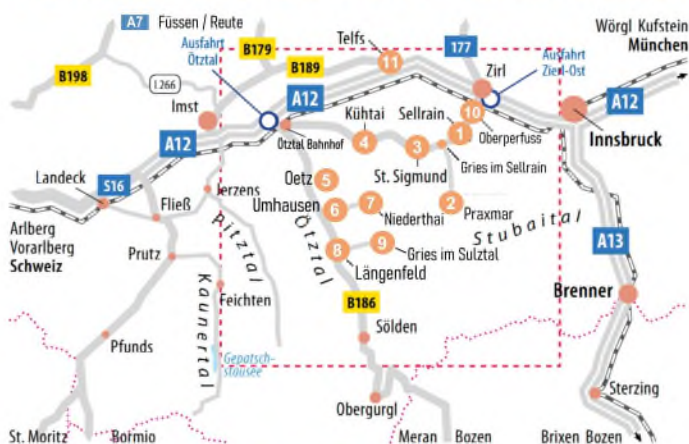 A7 Füssen / Reute
Ausfahrt
Ötztal
B179
Telfs
177
Wörgl Kufstein
München
B198
B189
11
Ausfahrt
Zierl-Ost
L266
Zirl
Imst
A12
Kühtai
Sellrain
10
A12
Oberperfuss
Innsbruck
A12
Ötztal Bahnhof
4
3
1
Gries im Sellrain
Landeck
S16
Oetz
5
St. Sigmund
Fließ
Jerzens
Umhausen
6
7
Niederthai
2
Praxmar
Arlberg
Vorarlberg
Schweiz
Pitztal
Ötztal
Stubaital
A13
Prutz
8
9
Gries im Sulztal
Längenfeld
Kaunertal
Feichten
B186
Brenner
Pfunds
Sölden
Gepatsch-
stausee
Obergurgl
Sterzing
St. Moritz
Bormio
Meran
Bozen
Brixen Bozen